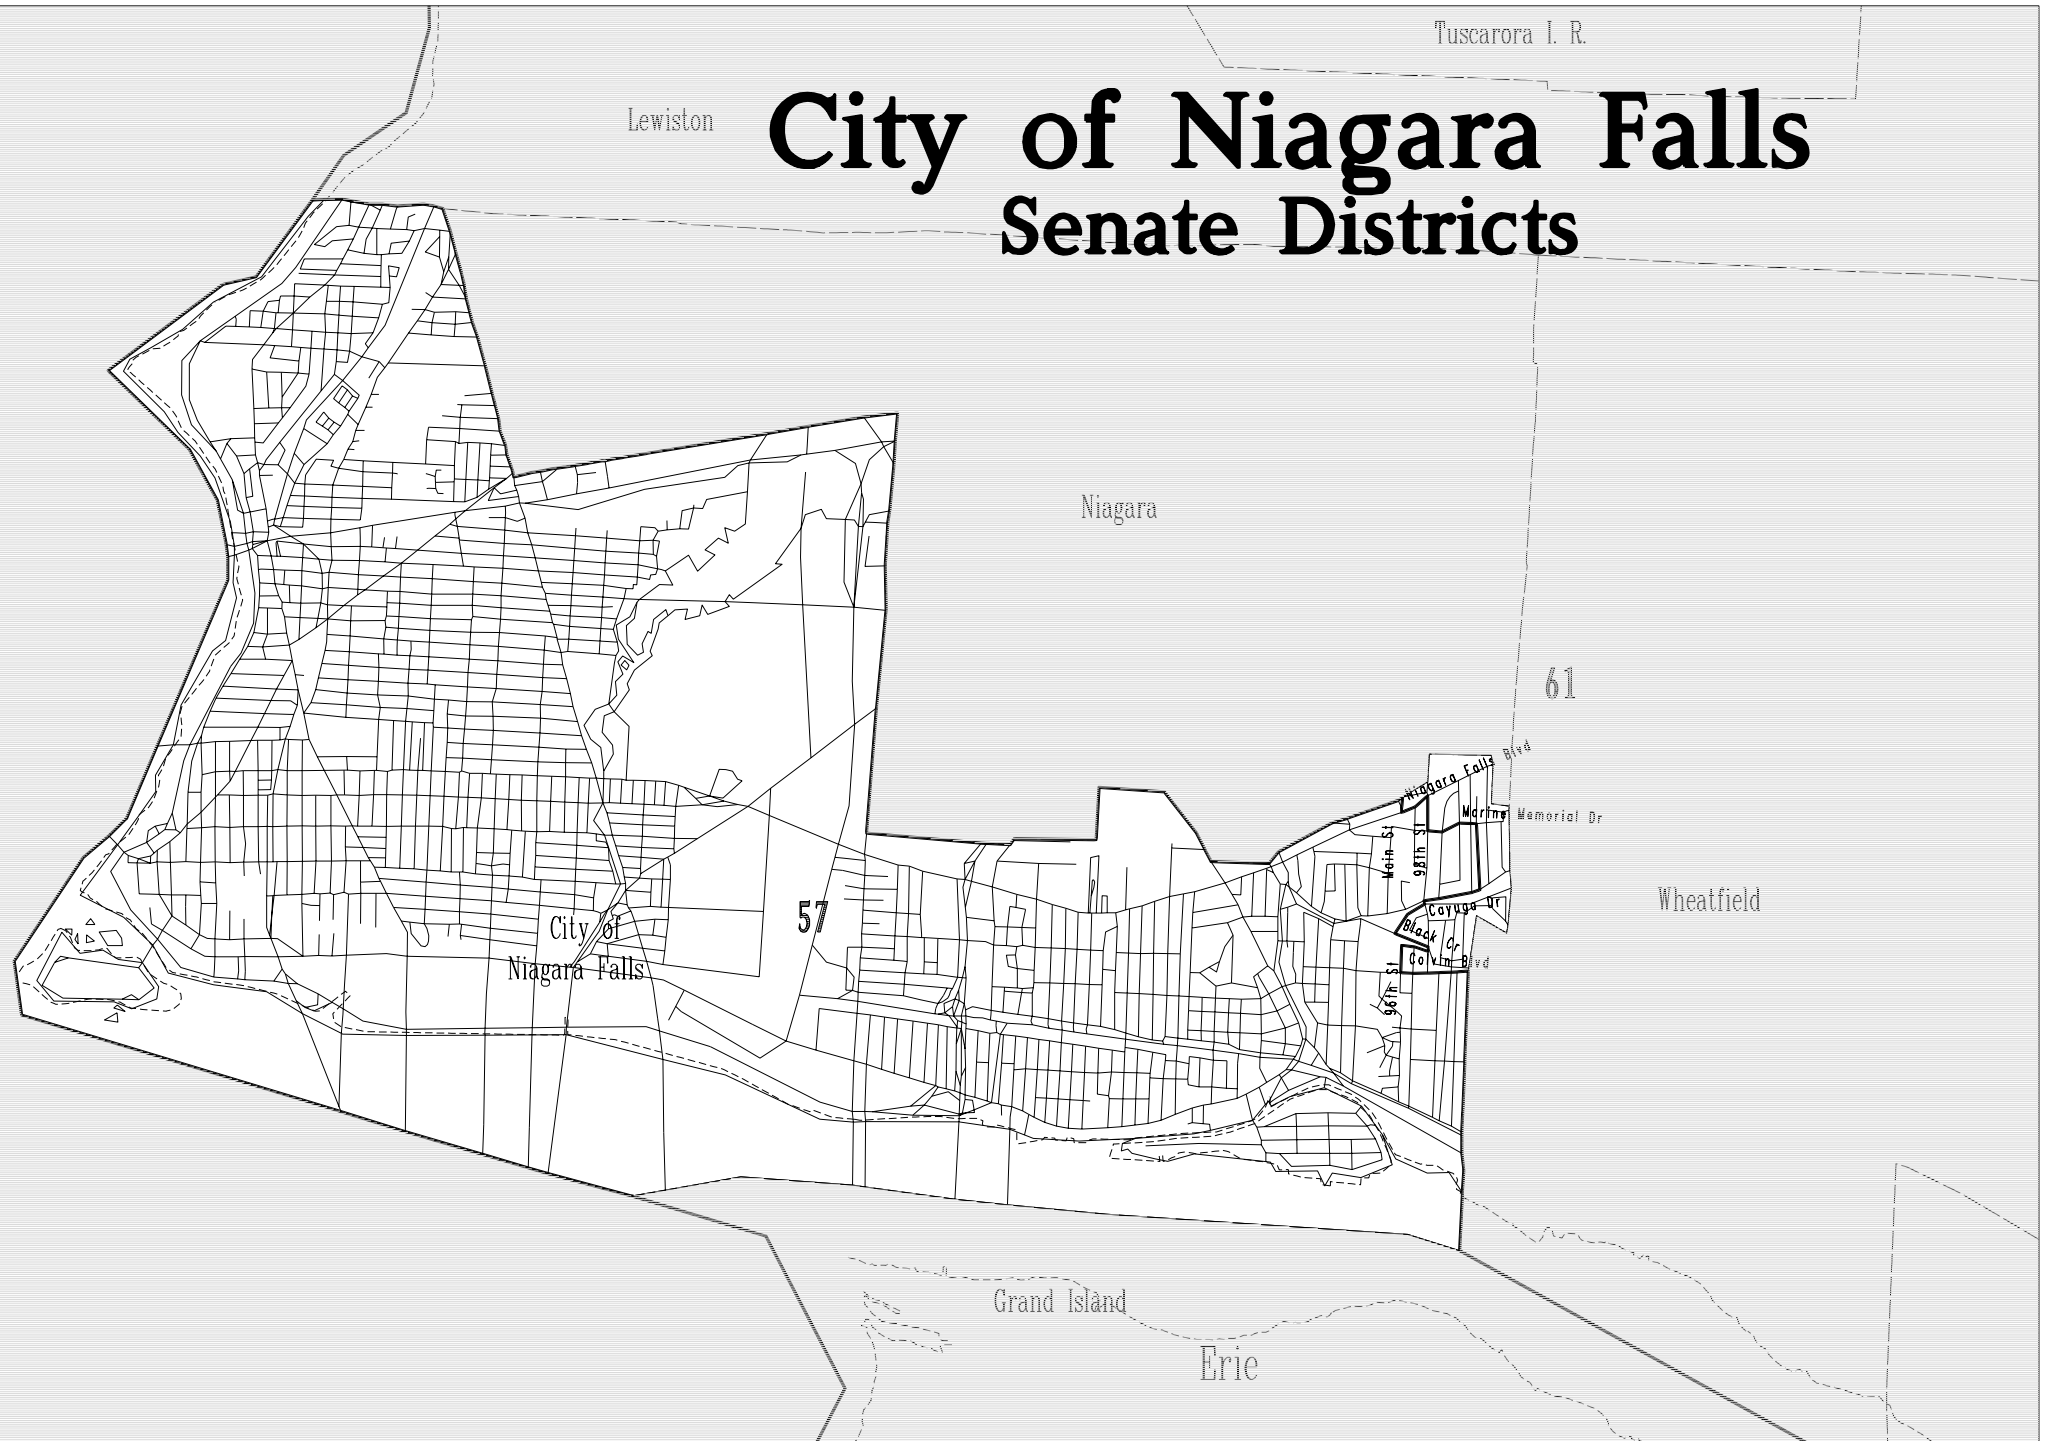 Tuscarora I. R.
Lewiston
City of Niagara Falls
Senate Districts
Niagara
61
Niagara Falls Blvd
Marine Memorial Dr
Main St
98th St
Wheatfield
Cayuga Dr
57
City of
Niagara Falls
Black Cr
Colvin Blvd
96th St
Grand Island
Erie